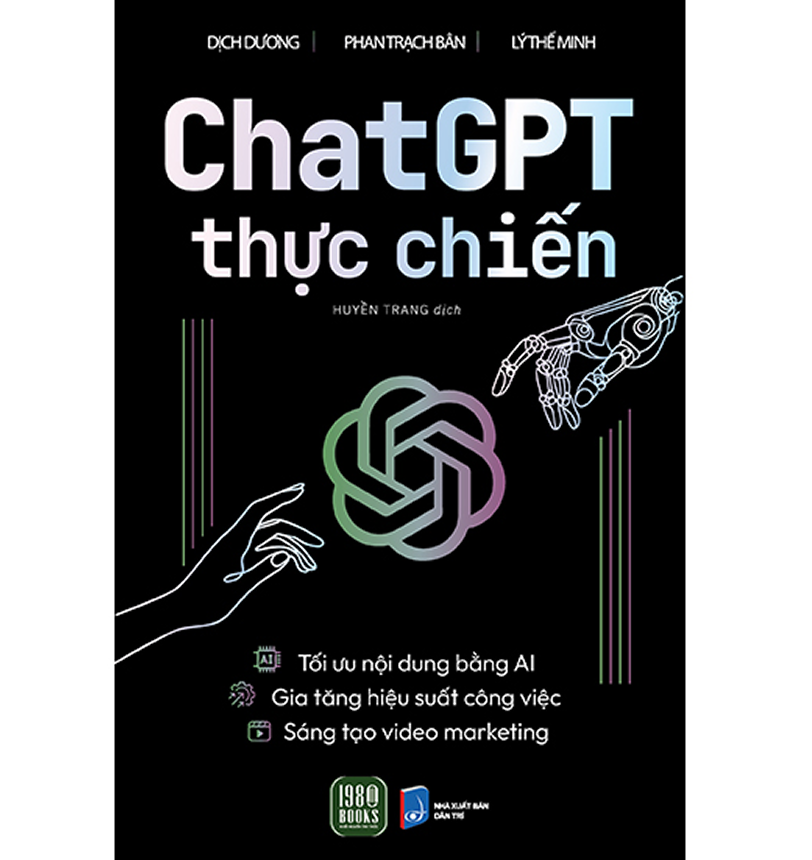 DỊCH DƯƠNG | PHAN TRẠCH BÂN | LÝ THẾ MINH
ChatGPT
thực chiến
HUYỀN TRANG dịch
AI
Tối ưu nội dung bằng AI
Gia tăng hiệu suất công việc
Sáng tạo video marketing
1980
BOOKS
NHÀ XUẤT BẢN
DÂN TRÍ